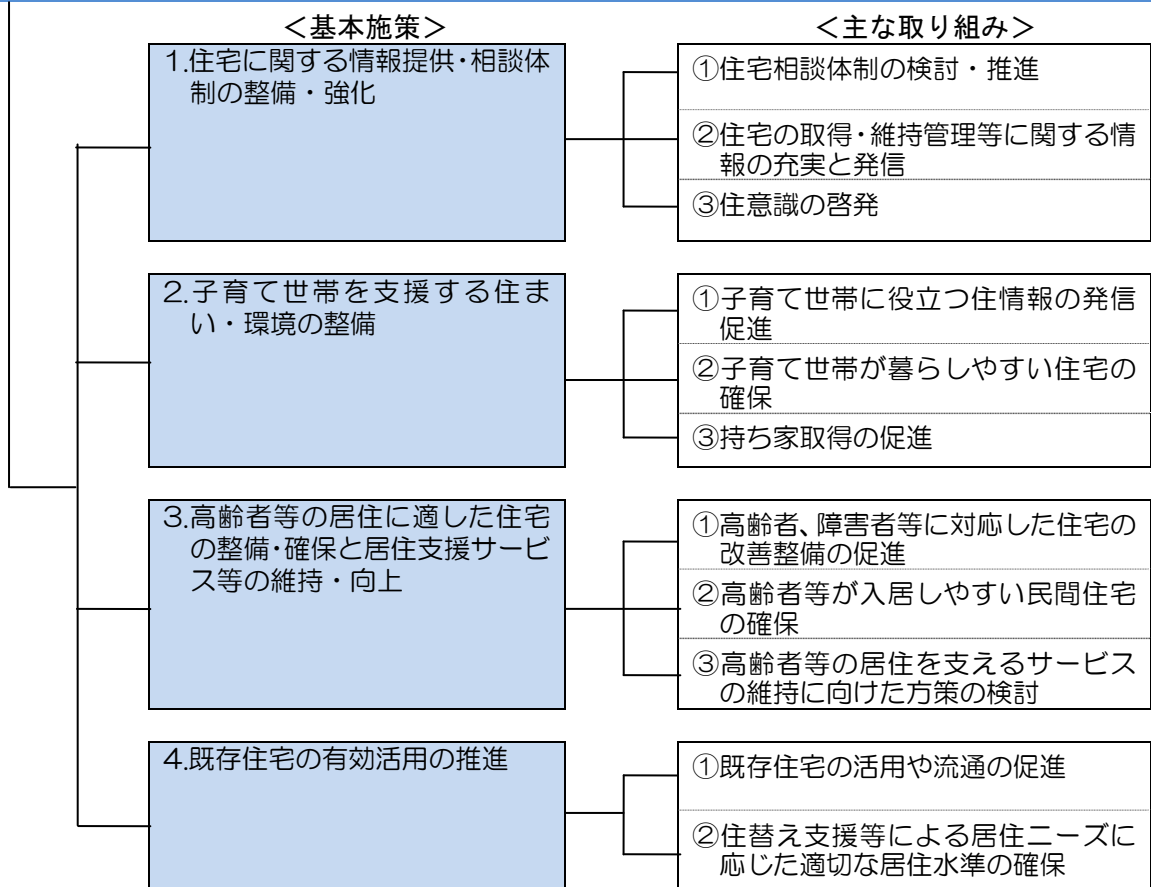 ＜基本施策＞
＜主な取り組み＞
1.住宅に関する情報提供・相談体
制の整備・強化
①住宅相談体制の検討・推進
②住宅の取得・維持管理等に関する情
報の充実と発信
③住意識の啓発
2.子育て世帯を支援する住ま
い・環境の整備
①子育て世帯に役立つ住情報の発信
促進
②子育て世帯が暮らしやすい住宅の
確保
③持ち家取得の促進
3.高齢者等の居住に適した住宅
の整備・確保と居住支援サービ
ス等の維持・向上
①高齢者、障害者等に対応した住宅の
改善整備の促進
②高齢者等が入居しやすい民間住宅
の確保
③高齢者等の居住を支えるサービス
の維持に向けた方策の検討
4.既存住宅の有効活用の推進
①既存住宅の活用や流通の促進
②住替え支援等による居住ニーズに
応じた適切な居住水準の確保